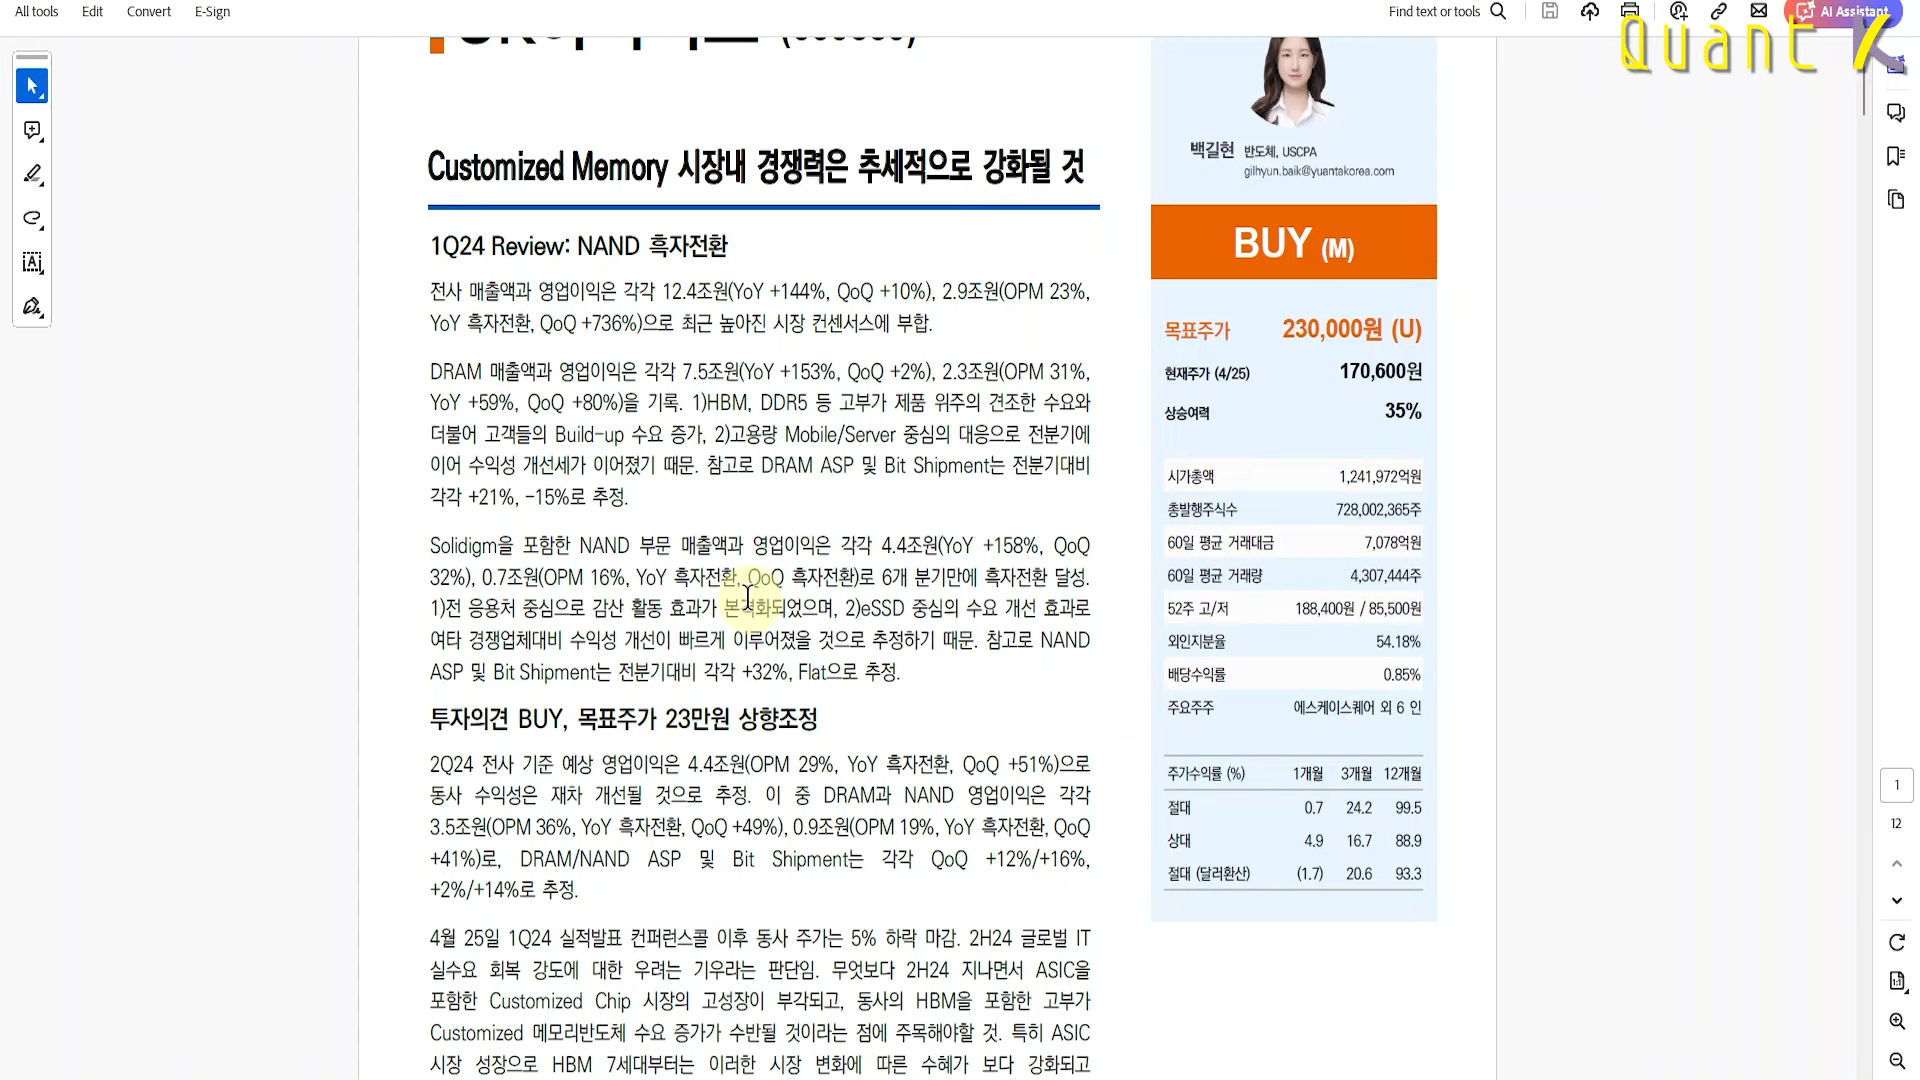 All tools Edit Convert E-Sign
Find text or tools
AI Assistant
Quant K
Customized Memory 시장내 경쟁력은 추세적으로 강화될 것
1Q24 Review: NAND 흑자전환
전사 매출액과 영업이익은 각각 12.4조원(YoY +144%, QoQ +10%), 2.9조원(OPM 23%,
YoY 흑자전환, QoQ +736%)으로 최근 높아진 시장 컨센서스에 부합.
DRAM 매출액과 영업이익은 각각 7.5조원(YoY +153%, QoQ +2%), 2.3조원(OPM 31%,
YoY +59%, QoQ +80%)을 기록. 1)HBM, DDR5 등 고부가 제품 위주의 견조한 수요와
더불어 고객들의 Build-up 수요 증가, 2)고용량 Mobile/Server 중심의 대응으로 전분기에
이어 수익성 개선세가 이어졌기 때문. 참고로 DRAM ASP 및 Bit Shipment는 전분기대비
각각 +21%, -15%로 추정.
Solidigm을 포함한 NAND 부문 매출액과 영업이익은 각각 4.4조원(YoY +158%, QoQ
32%), 0.7조원(OPM 16%, YoY 흑자전환, QoQ 흑자전환)로 6개 분기만에 흑자전환 달성.
1)전 응용처 중심으로 감산 활동 효과가 본격화되었으며, 2)eSSD 중심의 수요 개선 효과로
여타 경쟁업체대비 수익성 개선이 빠르게 이루어졌을 것으로 추정하기 때문. 참고로 NAND
ASP 및 Bit Shipment는 전분기대비 각각 +32%, Flat으로 추정.
투자의견 BUY, 목표주가 23만원 상향조정
2Q24 전사 기준 예상 영업이익은 4.4조원(OPM 29%, YoY 흑자전환, QoQ +51%)으로
동사 수익성은 재차 개선될 것으로 추정. 이 중 DRAM과 NAND 영업이익은 각각
3.5조원(OPM 36%, YoY 흑자전환, QoQ +49%), 0.9조원(OPM 19%, YoY 흑자전환, QoQ
+41%)로, DRAM/NAND ASP 및 Bit Shipment는 각각 QoQ +12%/+16%,
+2%/+14%로 추정.
4월 25일 1Q24 실적발표 컨퍼런스콜 이후 동사 주가는 5% 하락 마감. 2H24 글로벌 IT
실수요 회복 강도에 대한 우려는 기우라는 판단임. 무엇보다 2H24 지나면서 ASIC을
포함한 Customized Chip 시장의 고성장이 부각되고, 동사의 HBM을 포함한 고부가
Customized 메모리반도체 수요 증가가 수반될 것이라는 점에 주목해야할 것. 특히 ASIC
시장 성장으로 HBM 7세대부터는 이러한 시장 변화에 따른 수혜가 보다 강화되고
백길현 반도체, USCPA
gilhyun.baik@yuantakorea.com
BUY (M)
목표주가 230,000원 (U)
현재주가 (4/25) 170,600원
상승여력 35%
시가총액 1,241,972억원
총발행주식수 728,002,365주
60일 평균 거래대금 7,078억원
60일 평균 거래량 4,307,444주
52주 고/저 188,400원 / 85,500원
외인지분율 54.18%
배당수익률 0.85%
주요주주 에스케이스퀘어 외 6 인
주가수익률 (%) 1개월 3개월 12개월
절대 0.7 24.2 99.5
상대 4.9 16.7 88.9
절대 (달러환산) (1.7) 20.6 93.3
1
12